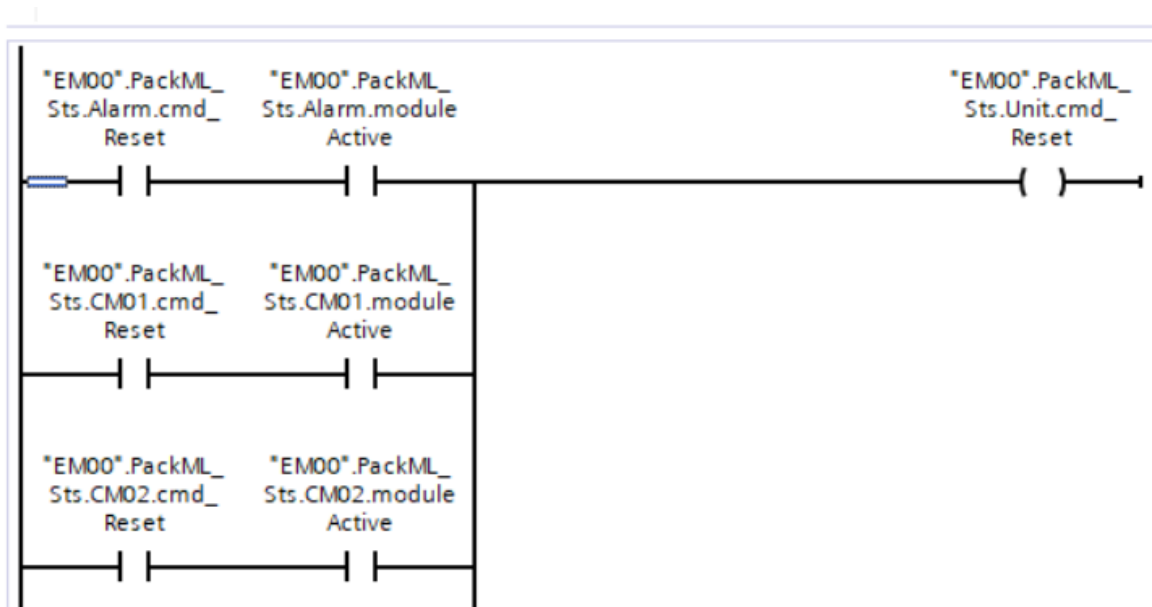 "EM00".PackML_
Sts.Alarm.cmd_
Reset
"EM00".PackML_
Sts.Alarm.module
Active
"EM00".PackML_
Sts.Unit.cmd_
Reset
"EM00".PackML_
Sts.CM01.cmd_
Reset
"EM00".PackML_
Sts.CM01.module
Active
"EM00".PackML_
Sts.CM02.cmd_
Reset
"EM00".PackML_
Sts.CM02.module
Active